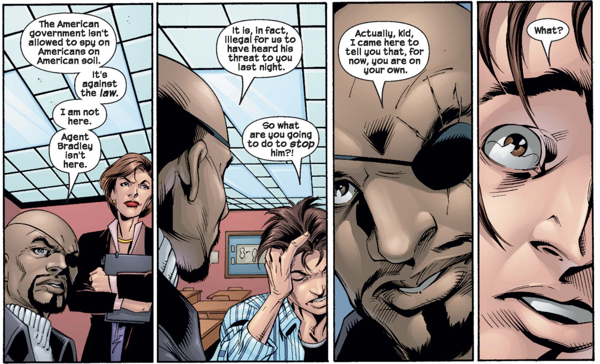 The American
government isn't
allowed to spy on
Americans on
American soil.
It's
against
the law.
I am not
here.
Agent
Bradley
isn't
here.
It is, in fact,
illegal for us to
have heard his
threat to you
last night.
So what
are you going
to do to stop
him?!
Actually, kid,
I came here to
tell you that, for
now, you are on
your own.
What?